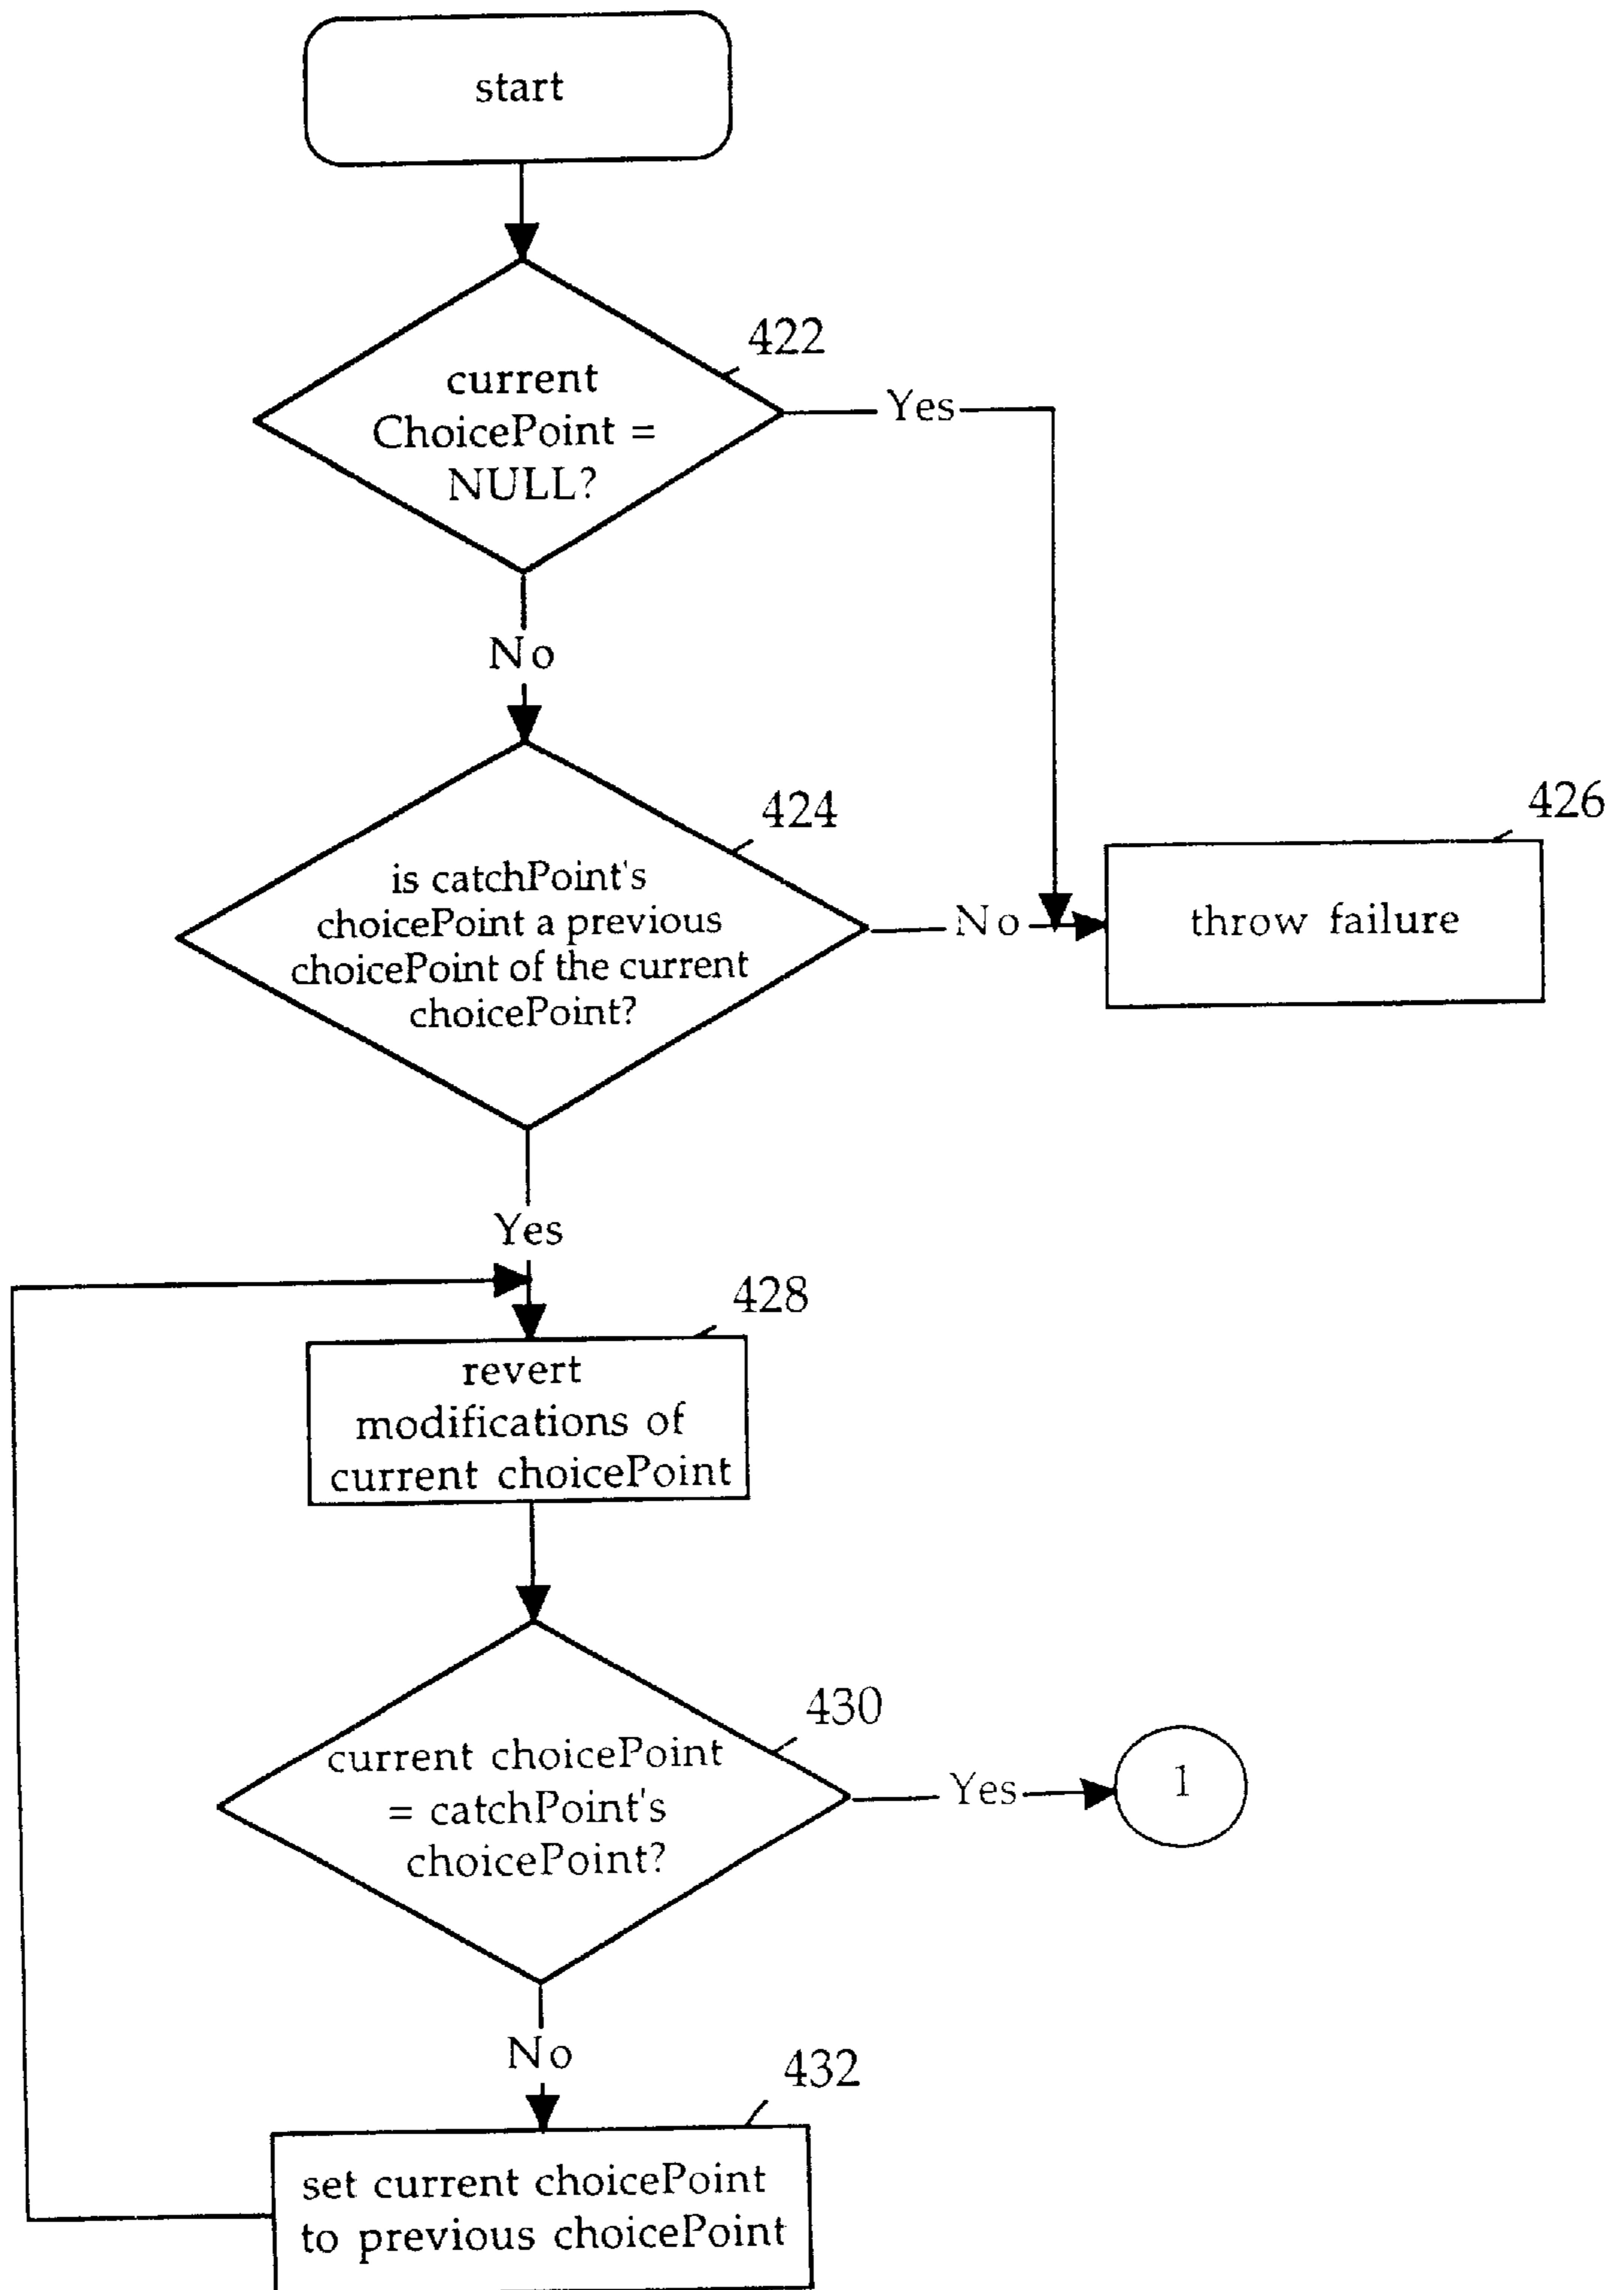 start
422
current
ChoicePoint =
NULL?
Yes
No
424
is catchPoint's
choicePoint a previous
choicePoint of the current
choicePoint?
No
426
throw failure
Yes
428
revert
modifications of
current choicePoint
430
current choicePoint
= catchPoint's
choicePoint?
Yes
1
No
432
set current choicePoint
to previous choicePoint